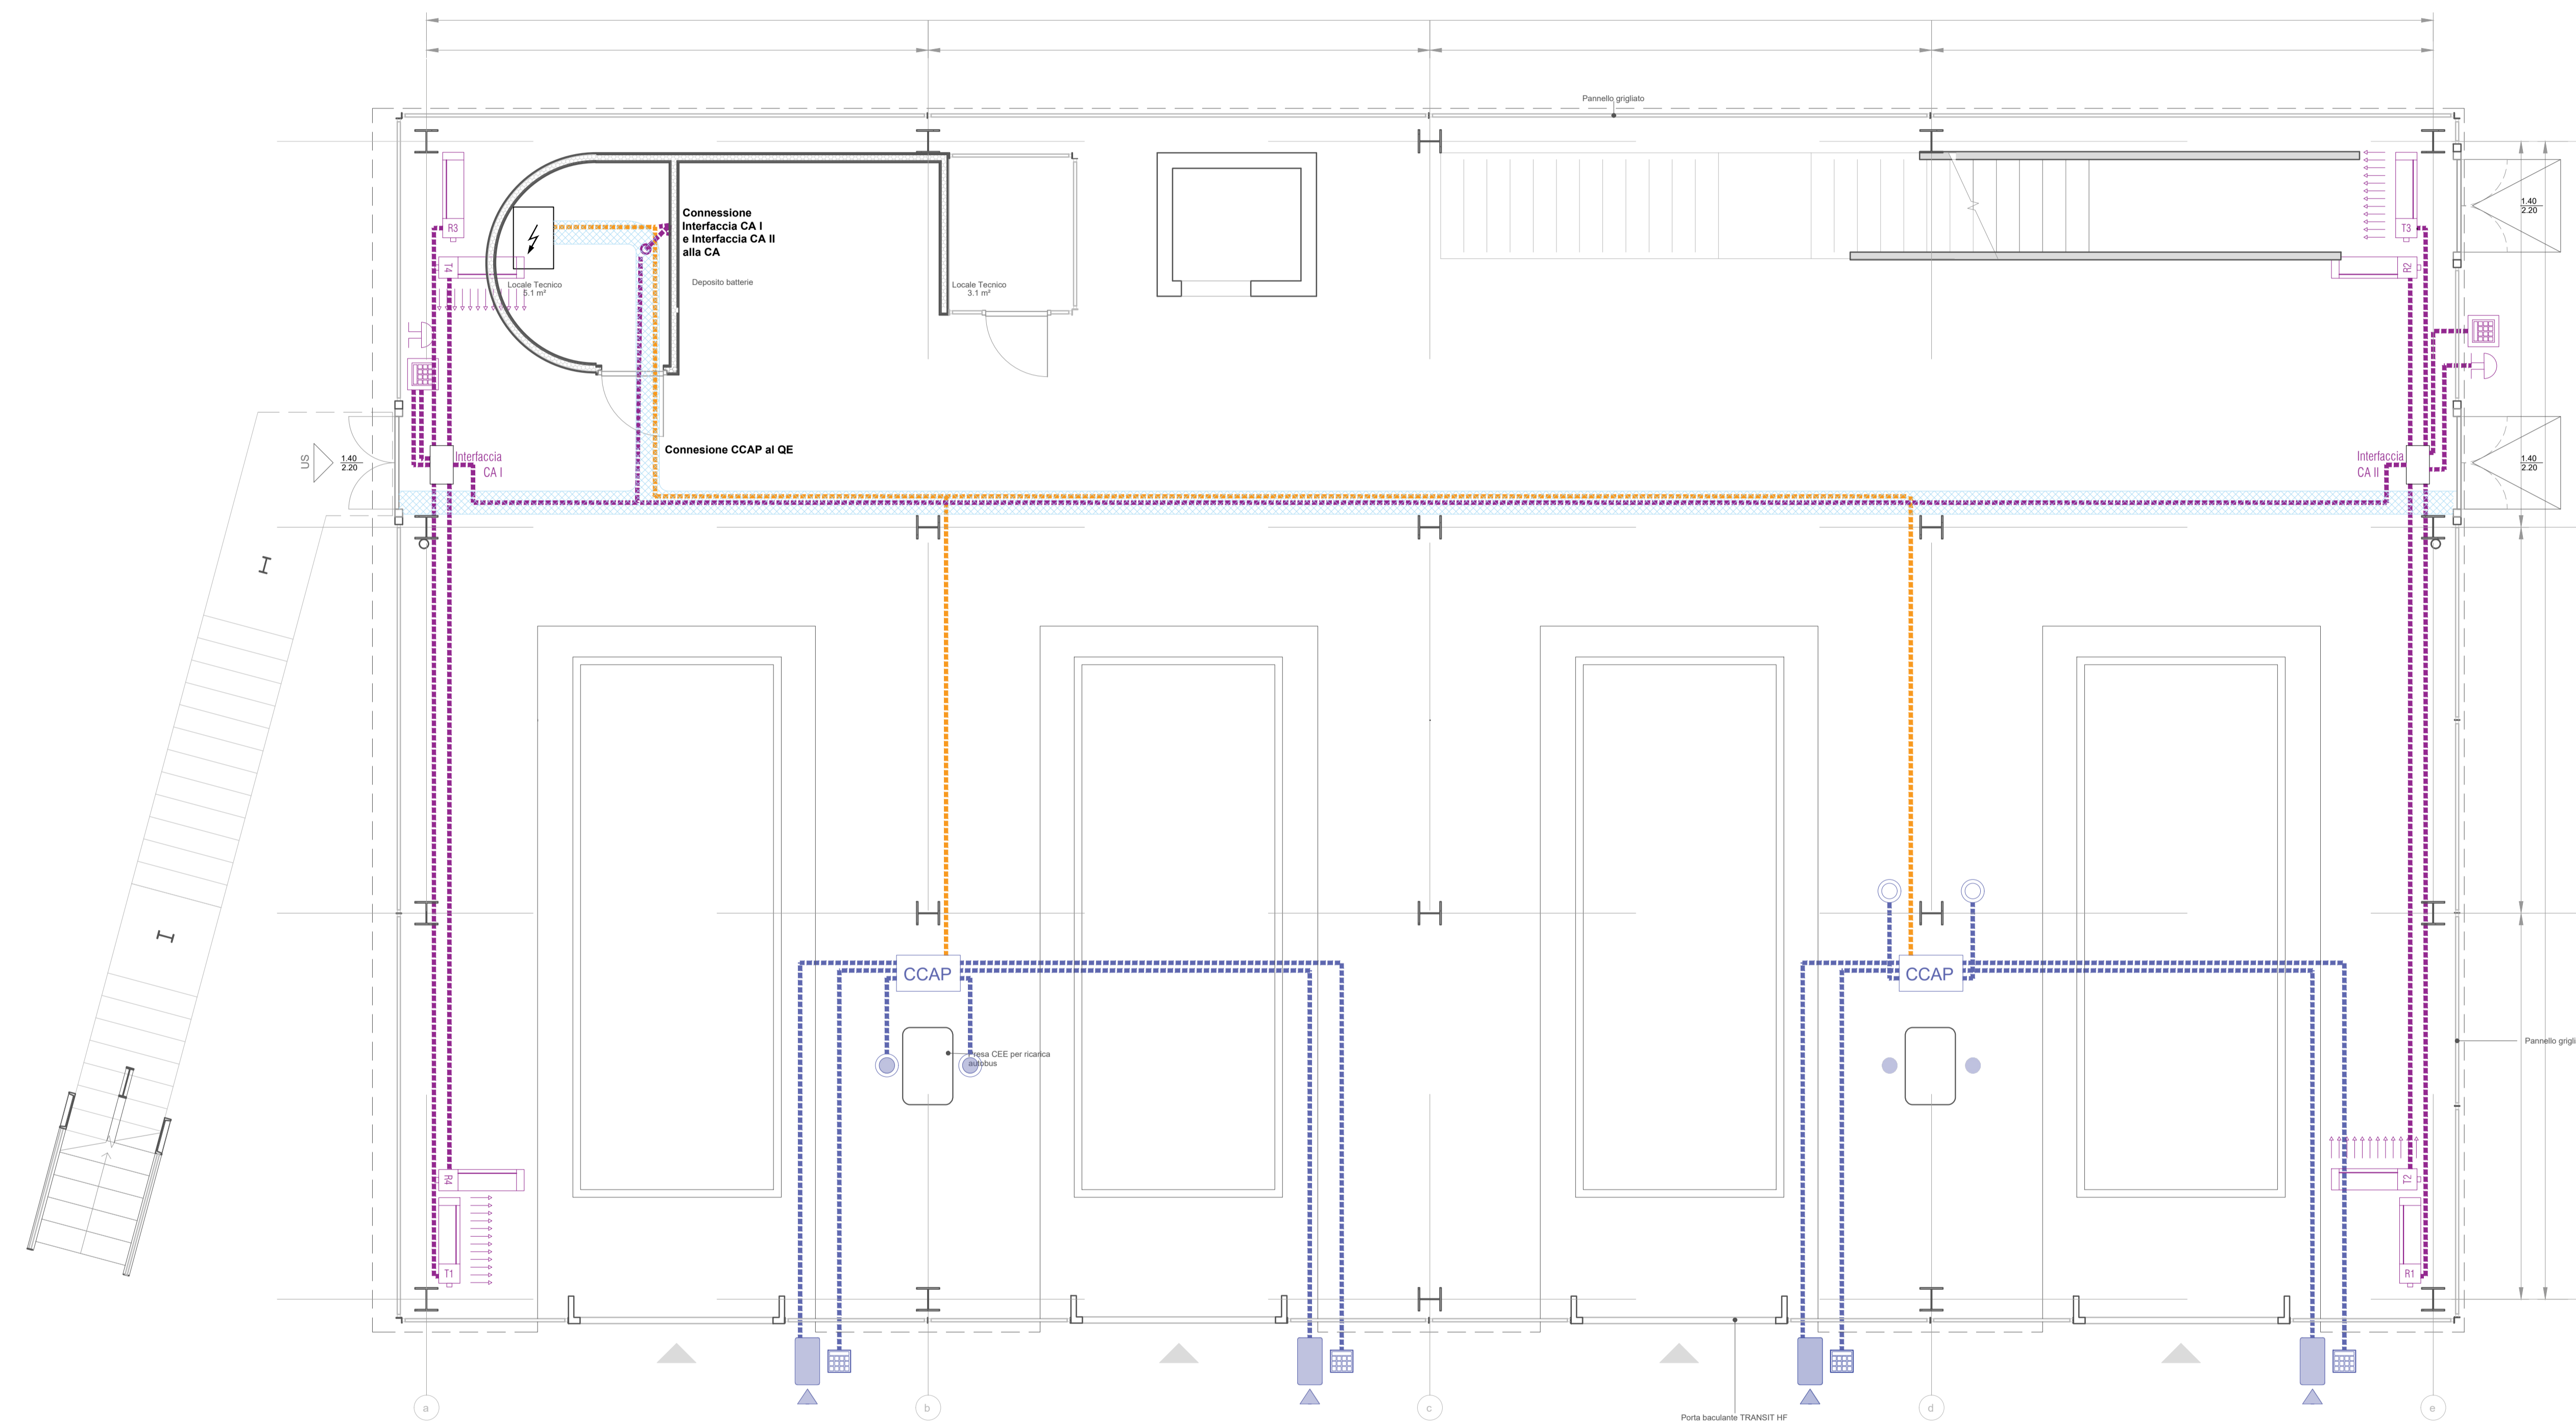 Pannello grigliato
R3
T4
Connessione
Interfaccia CA I
e Interfaccia CA II
alla CA
Deposito batterie
Locale Tecnico
5.1 m²
Locale Tecnico
3.1 m²
T3
R2
1.40
2.20
US
1.40
2.20
Interfaccia
CA I
Connesione CCAP al QE
Interfaccia
CA II
1.40
2.20
CCAP
CCAP
resa CEE per ricarica
autobus
Pannello grigli
R4
T1
T2
R1
a
b
c
d
e
Porta baculante TRANSIT HF